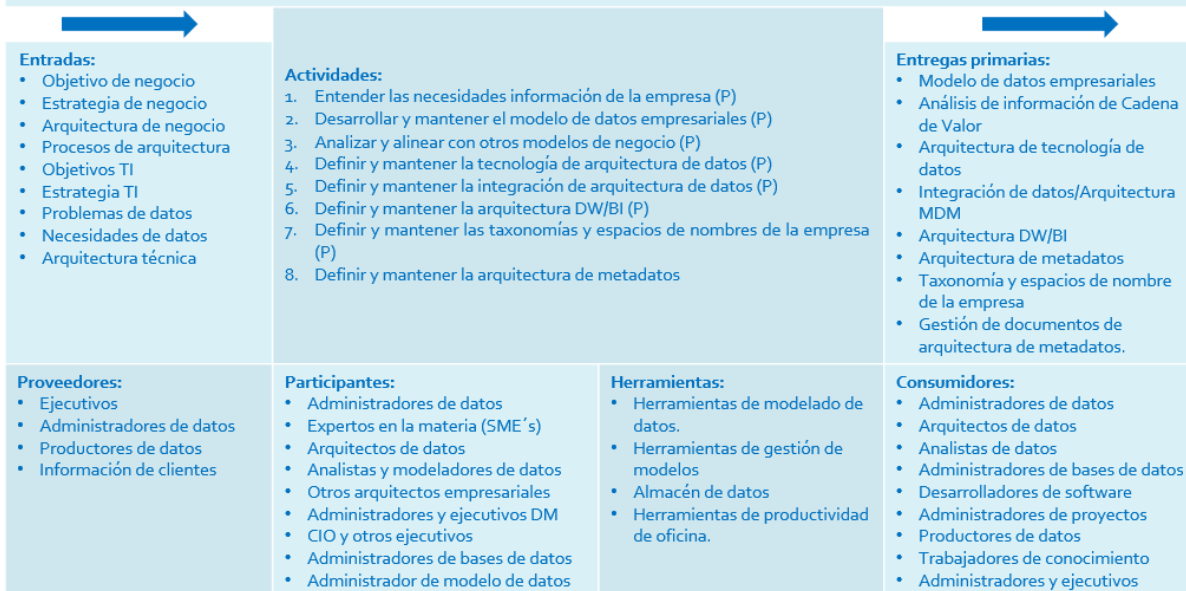 Entradas:
• Objetivo de negocio
• Estrategia de negocio
• Arquitectura de negocio
• Procesos de arquitectura
• Objetivos TI
• Estrategia TI
• Problemas de datos
• Necesidades de datos
• Arquitectura técnica
Actividades:
1. Entender las necesidades información de la empresa (P)
2. Desarrollar y mantener el modelo de datos empresariales (P)
3. Analizar y alinear con otros modelos de negocio (P)
4. Definir y mantener la tecnología de arquitectura de datos (P)
5. Definir y mantener la integración de arquitectura de datos (P)
6. Definir y mantener la arquitectura DW/BI (P)
7. Definir y mantener las taxonomías y espacios de nombres de la empresa
(P)
8. Definir y mantener la arquitectura de metadatos
Entregas primarias:
• Modelo de datos empresariales
• Análisis de información de Cadena
de Valor
• Arquitectura de tecnología de
datos
• Integración de datos/Arquitectura
MDM
• Arquitectura DW/BI
• Arquitectura de metadatos
• Taxonomía y espacios de nombre
de la empresa
• Gestión de documentos de
arquitectura de metadatos.
Proveedores:
• Ejecutivos
• Administradores de datos
• Productores de datos
• Información de clientes
Participantes:
• Administradores de datos
• Expertos en la materia (SME´s)
• Arquitectos de datos
• Analistas y modeladores de datos
• Otros arquitectos empresariales
• Administradores y ejecutivos DM
• CIO y otros ejecutivos
• Administradores de bases de datos
• Administrador de modelo de datos
Herramientas:
• Herramientas de modelado de
datos.
• Herramientas de gestión de
modelos
• Almacén de datos
• Herramientas de productividad
de oficina.
Consumidores:
• Administradores de datos
• Arquitectos de datos
• Analistas de datos
• Administradores de bases de datos
• Desarrolladores de software
• Administradores de proyectos
• Productores de datos
• Trabajadores de conocimiento
• Administradores y ejecutivos